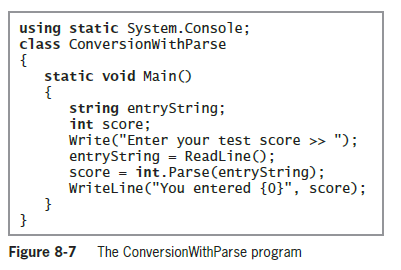 using static System.Console;
class ConversionWithParse
{
static void Main()
{
string entryString;
int score;
Write("Enter your test score >> ");
entryString = ReadLine();
score = int.Parse(entryString);
WriteLine("You entered {0}", score);
}
}
Figure 8-7 The ConversionWithParse program